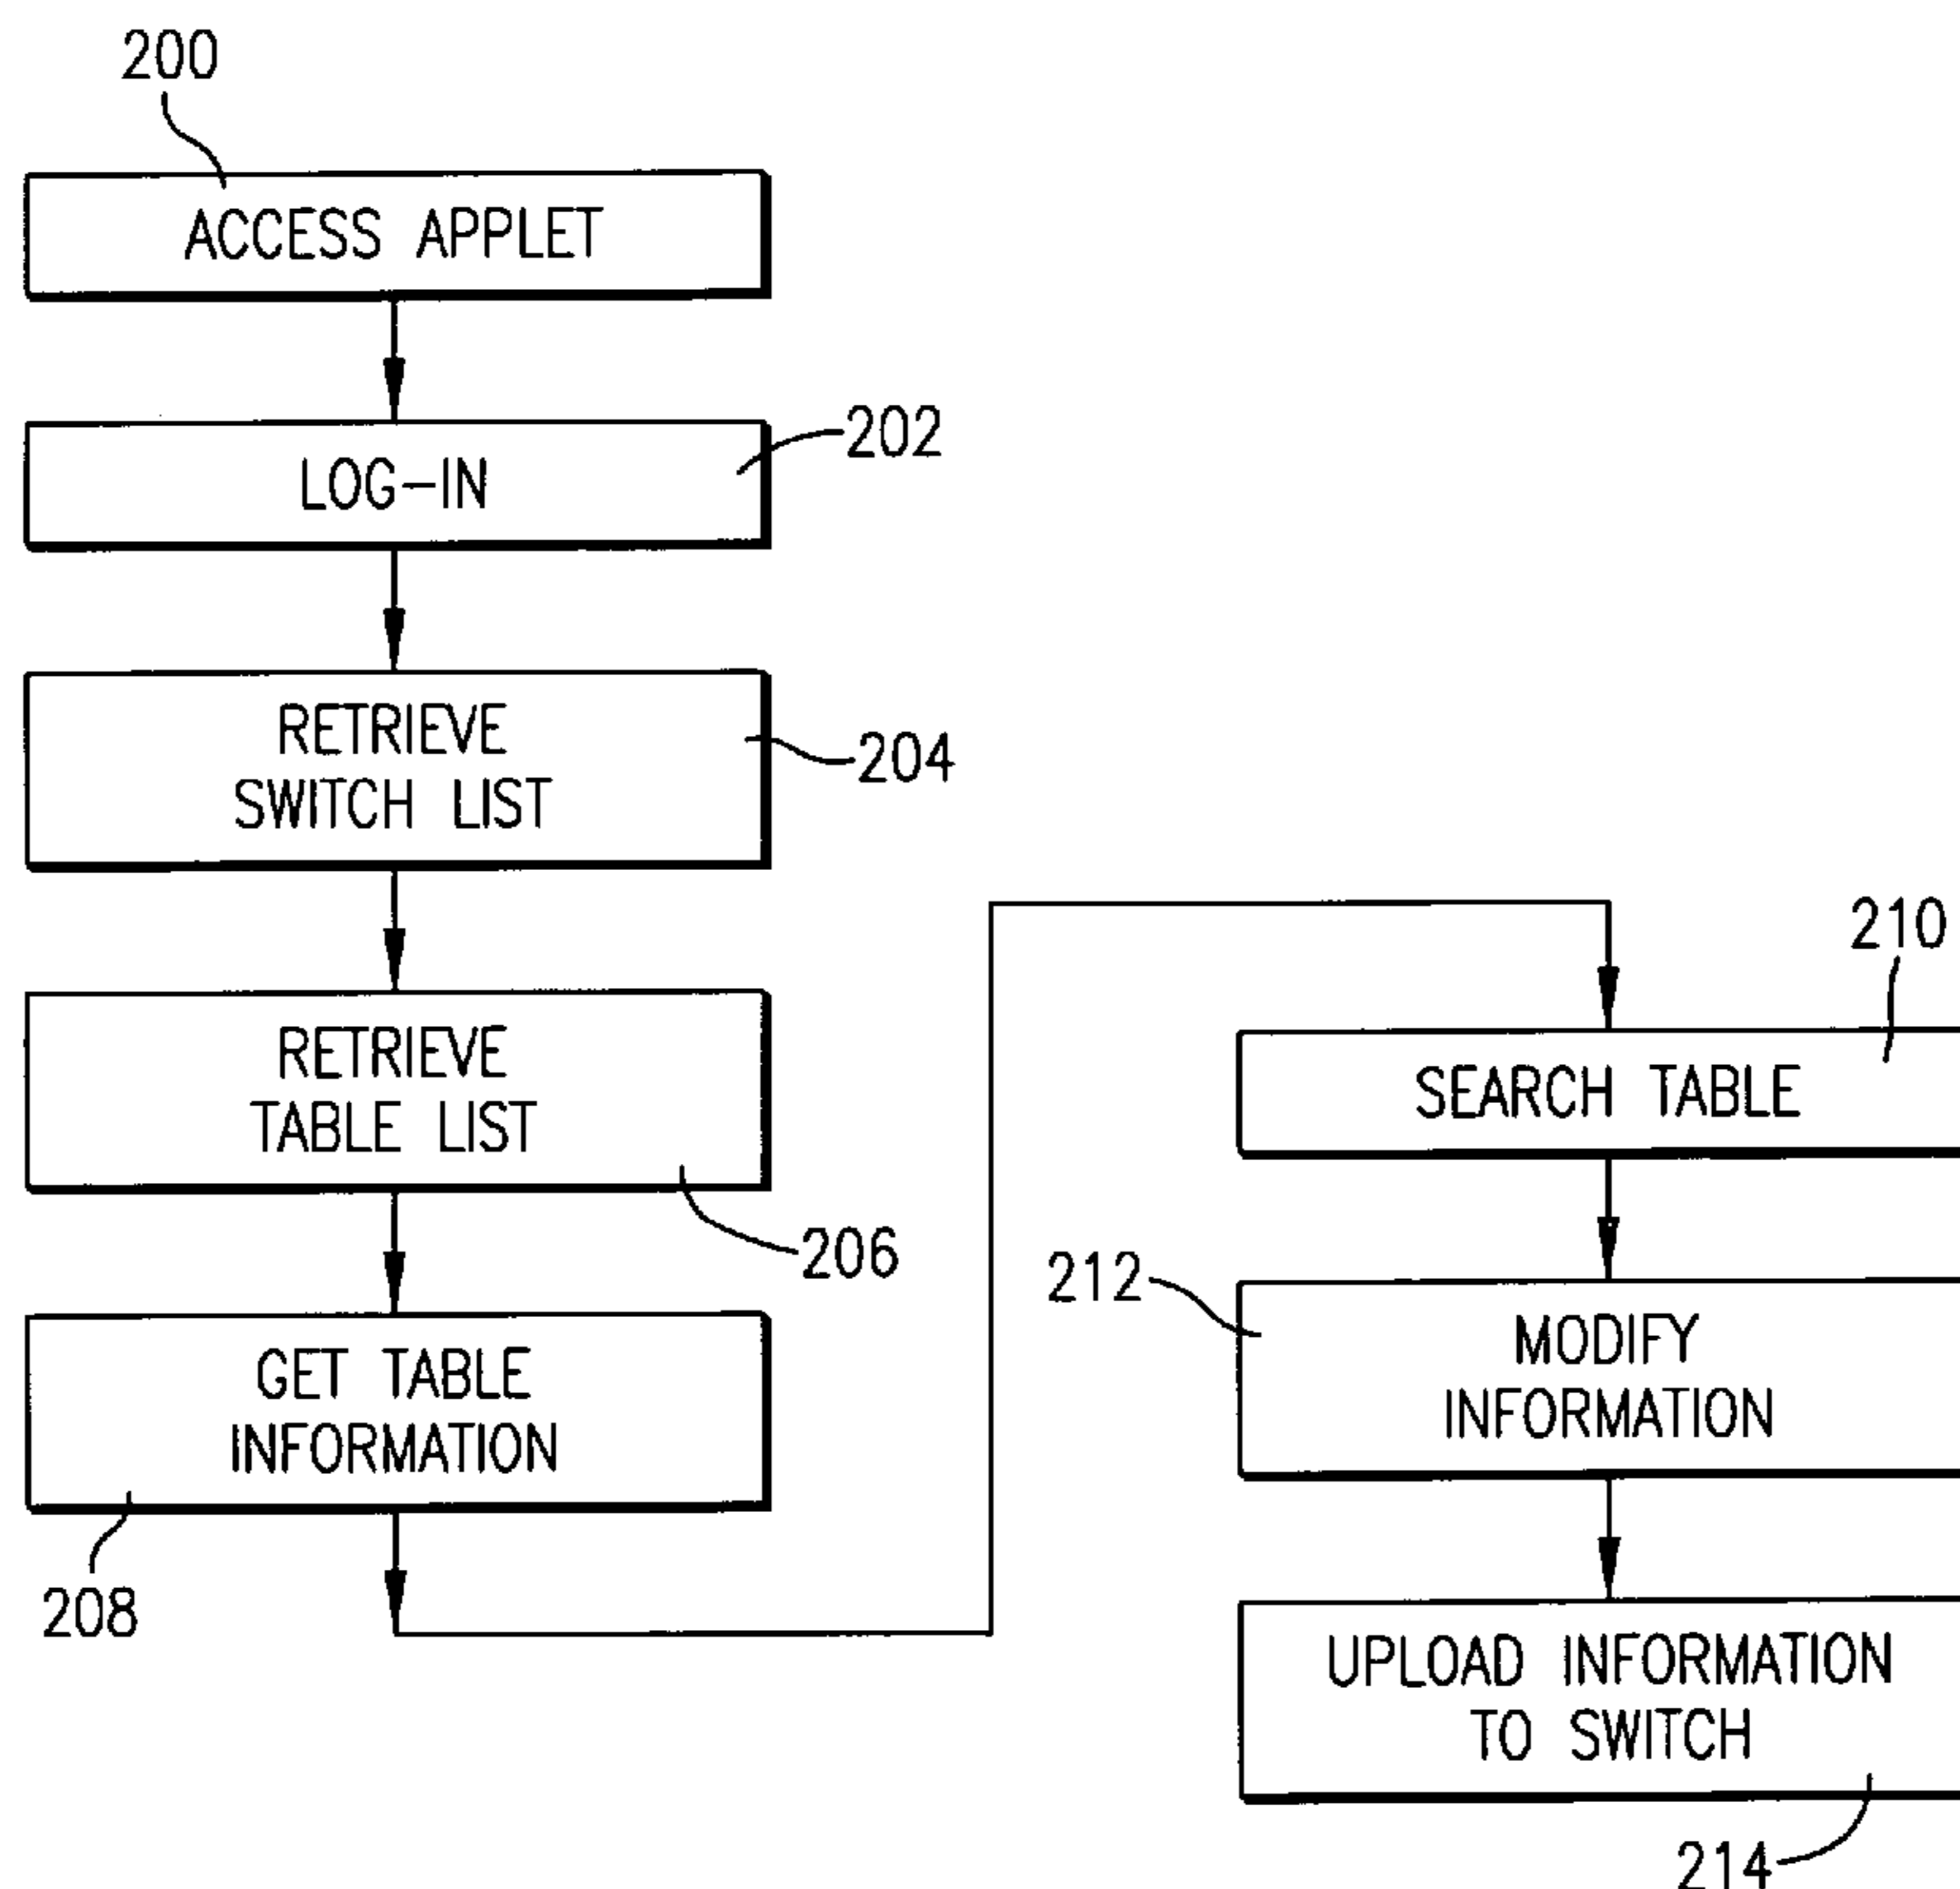 200
ACCESS APPLET
LOG-IN
202
RETRIEVE
SWITCH LIST
204
RETRIEVE
TABLE LIST
206
GET TABLE
INFORMATION
208
210
SEARCH TABLE
212
MODIFY
INFORMATION
UPLOAD INFORMATION
TO SWITCH
214